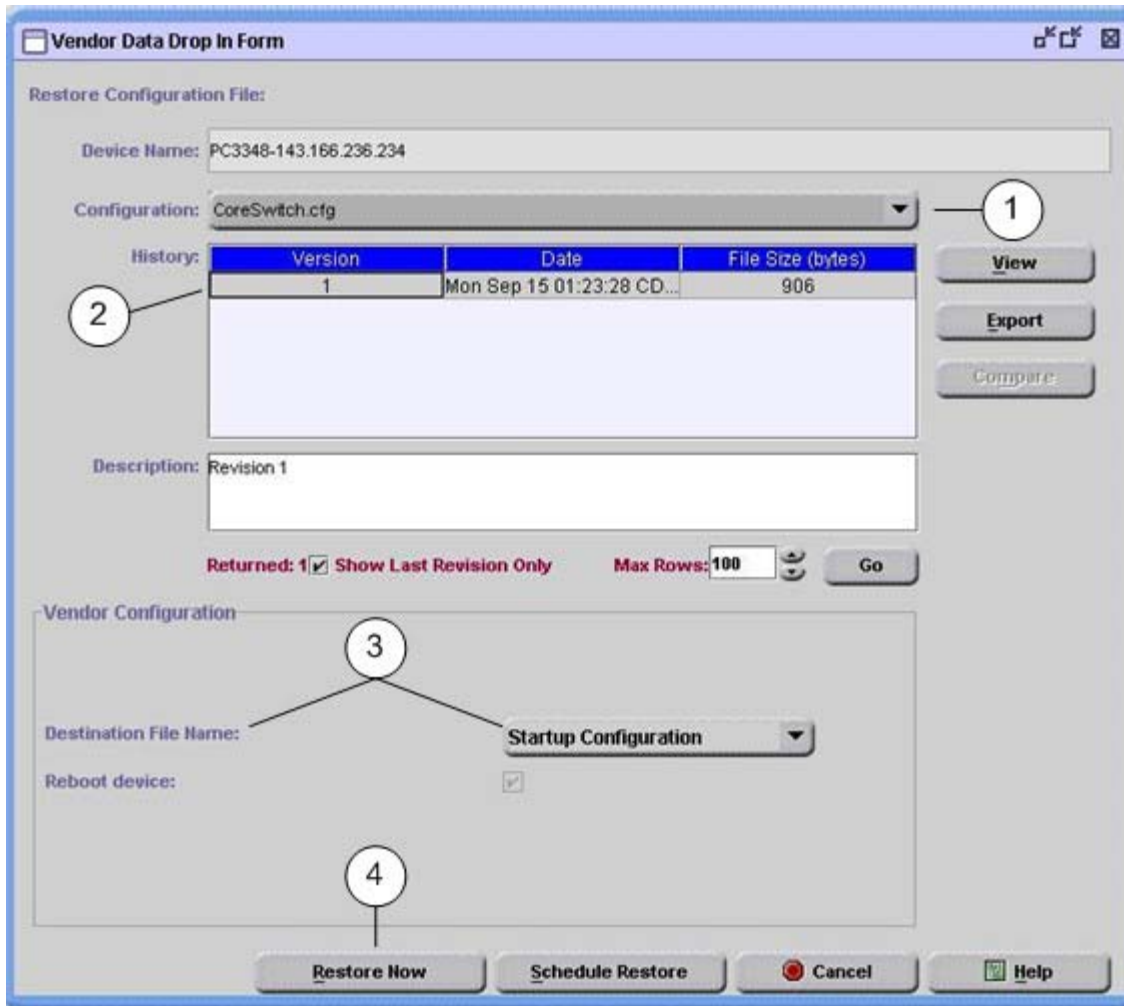 Vendor Data Drop In Form
Restore Configuration File:
Device Name: PC3348-143.166.236.234
Configuration: CoreSwitch.cfg
1
History: Version Date File Size (bytes)
1 Mon Sep 15 01:23:28 CD... 906
View
2
Export
Compare
Description: Revision 1
Returned: 1 Show Last Revision Only Max Rows: 100 Go
Vendor Configuration
3
Destination File Name: Startup Configuration
Reboot device:
4
Restore Now Schedule Restore Cancel Help